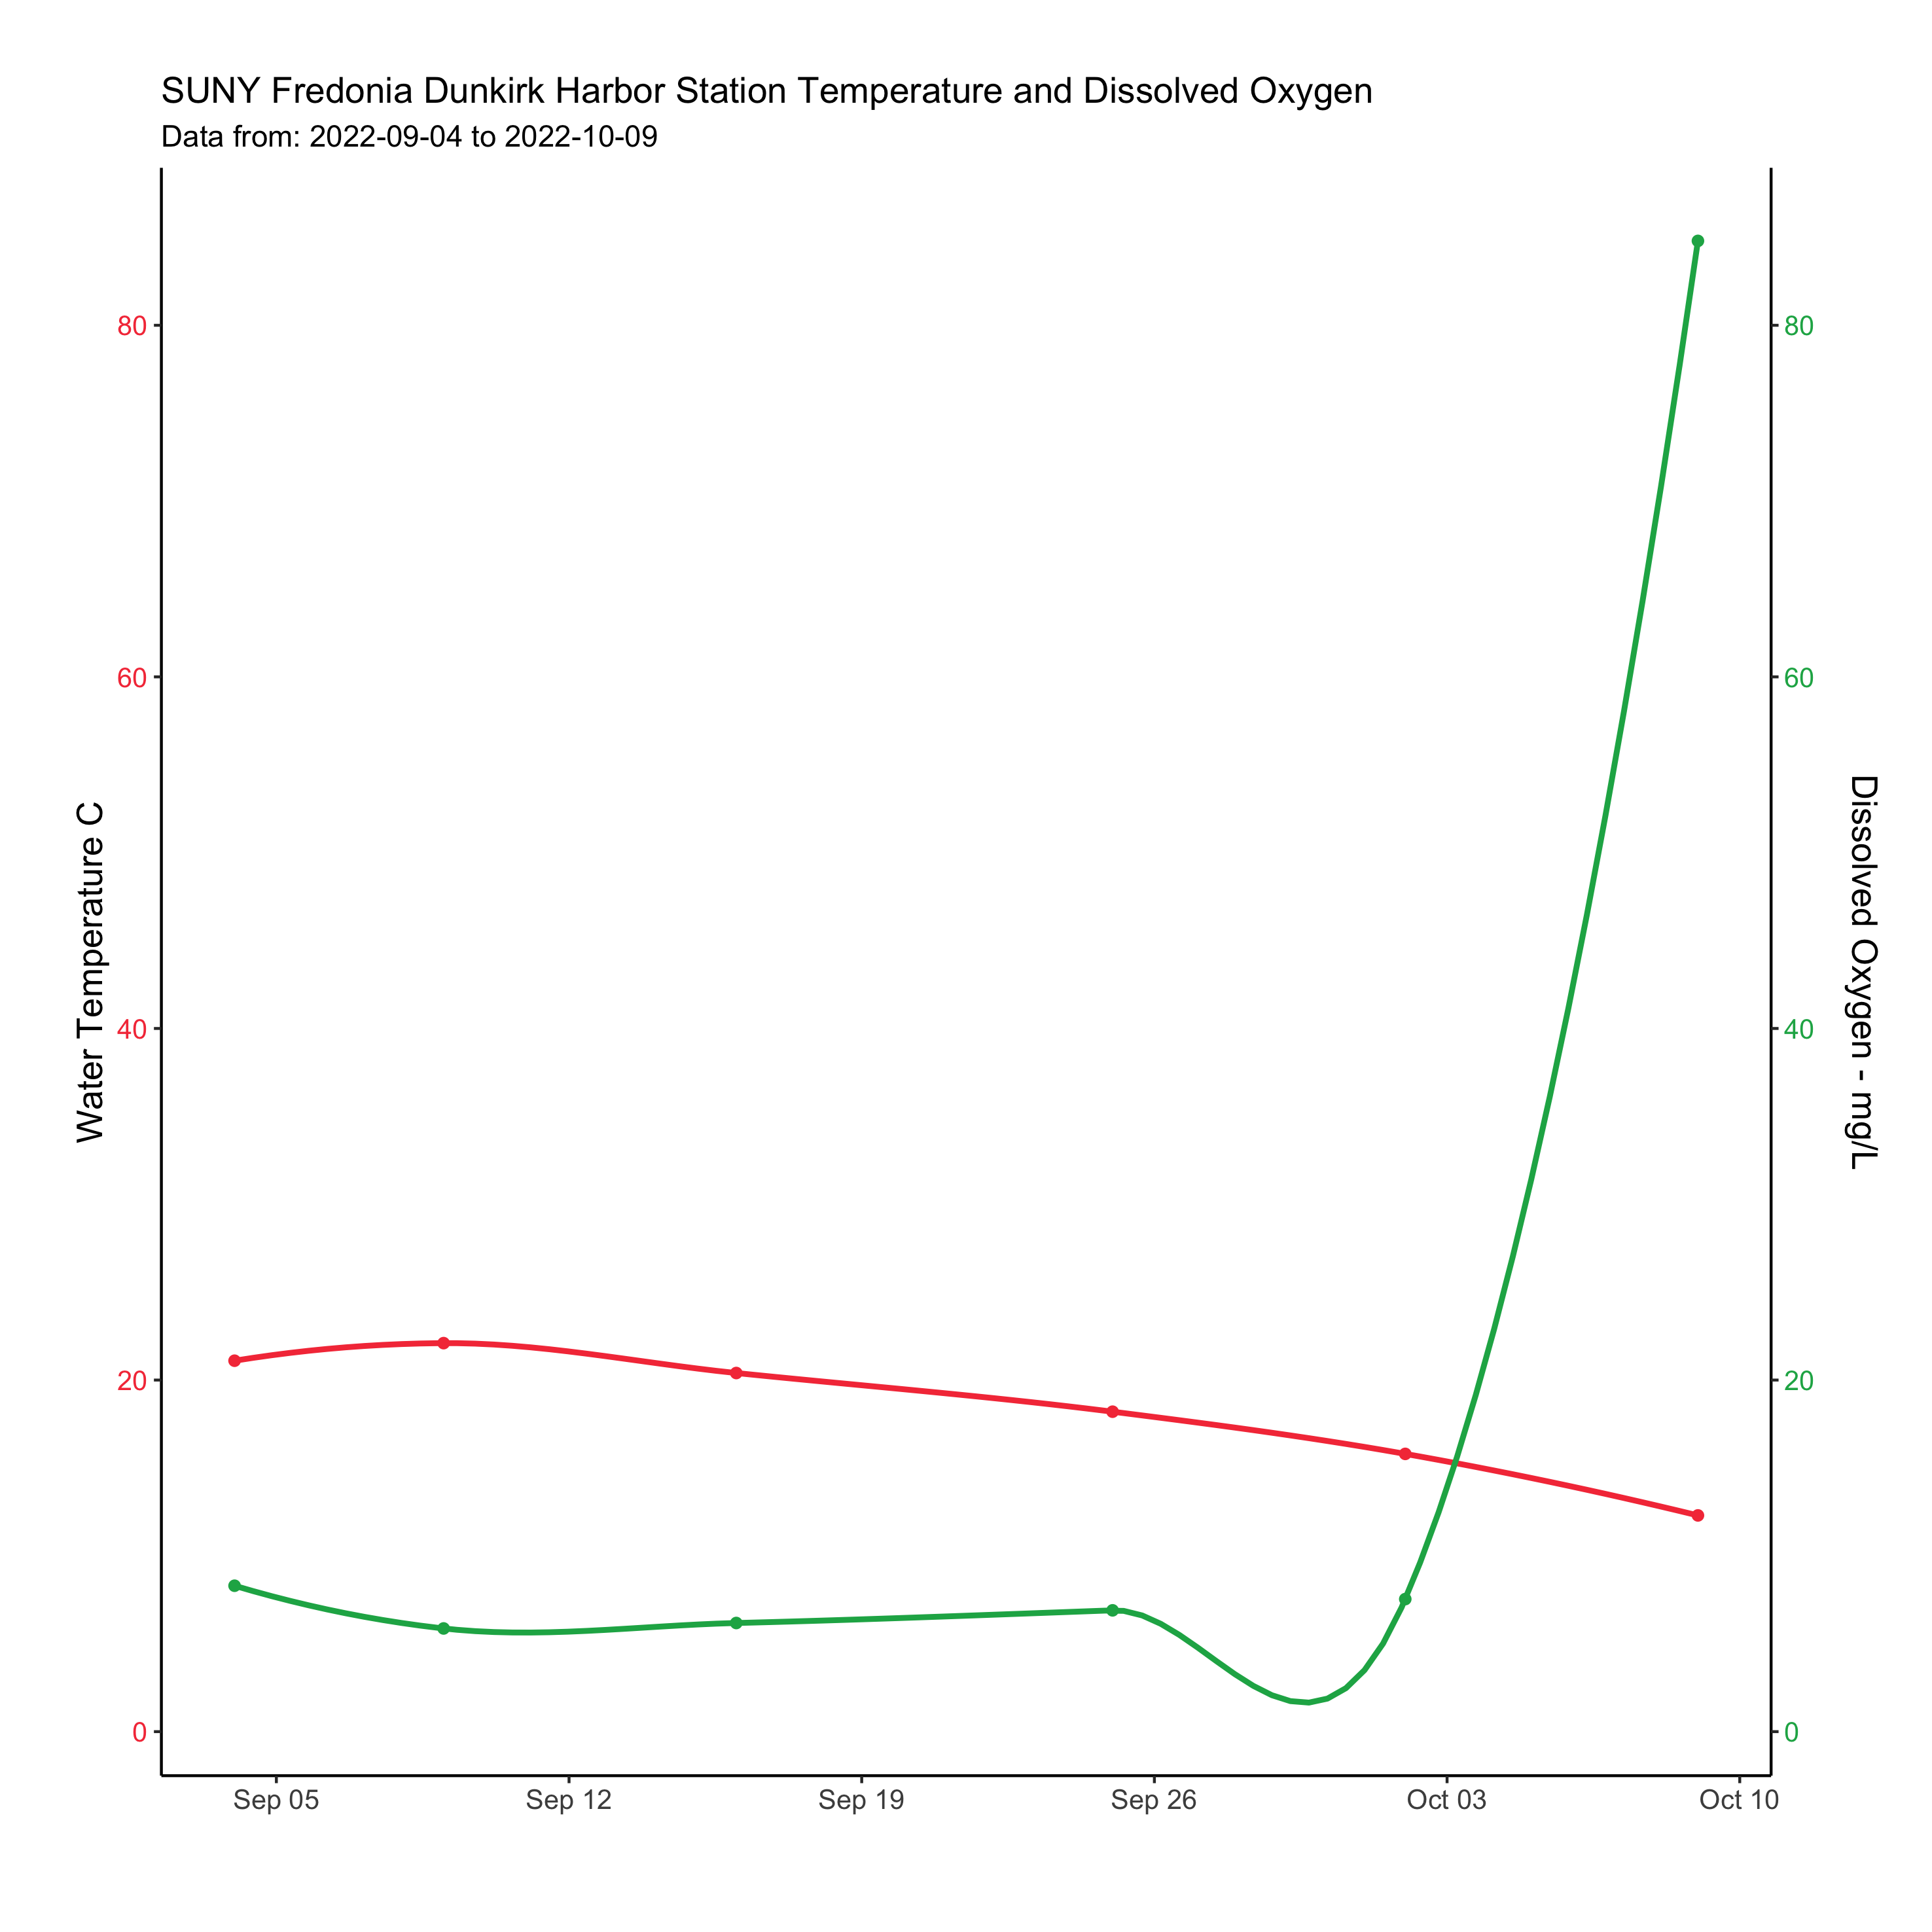 SUNY Fredonia Dunkirk Harbor Station Temperature and Dissolved Oxygen
Data from: 2022-09-04 to 2022-10-09
Water Temperature C
80
60
40
20
0
80
60
40
20
0
Dissolved Oxygen - mg/L
Sep 05
Sep 12
Sep 19
Sep 26
Oct 03
Oct 10